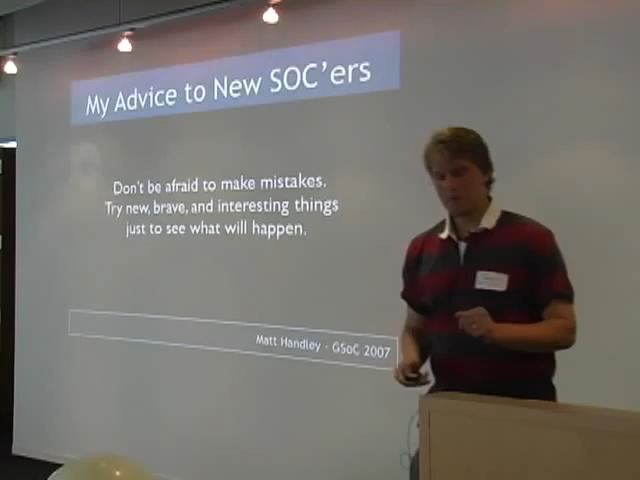 My Advice to New SOC'ers
Don't be afraid to make mistakes.
Try new, brave, and interesting things
just to see what will happen.
Matt Handley - GSoC 2007